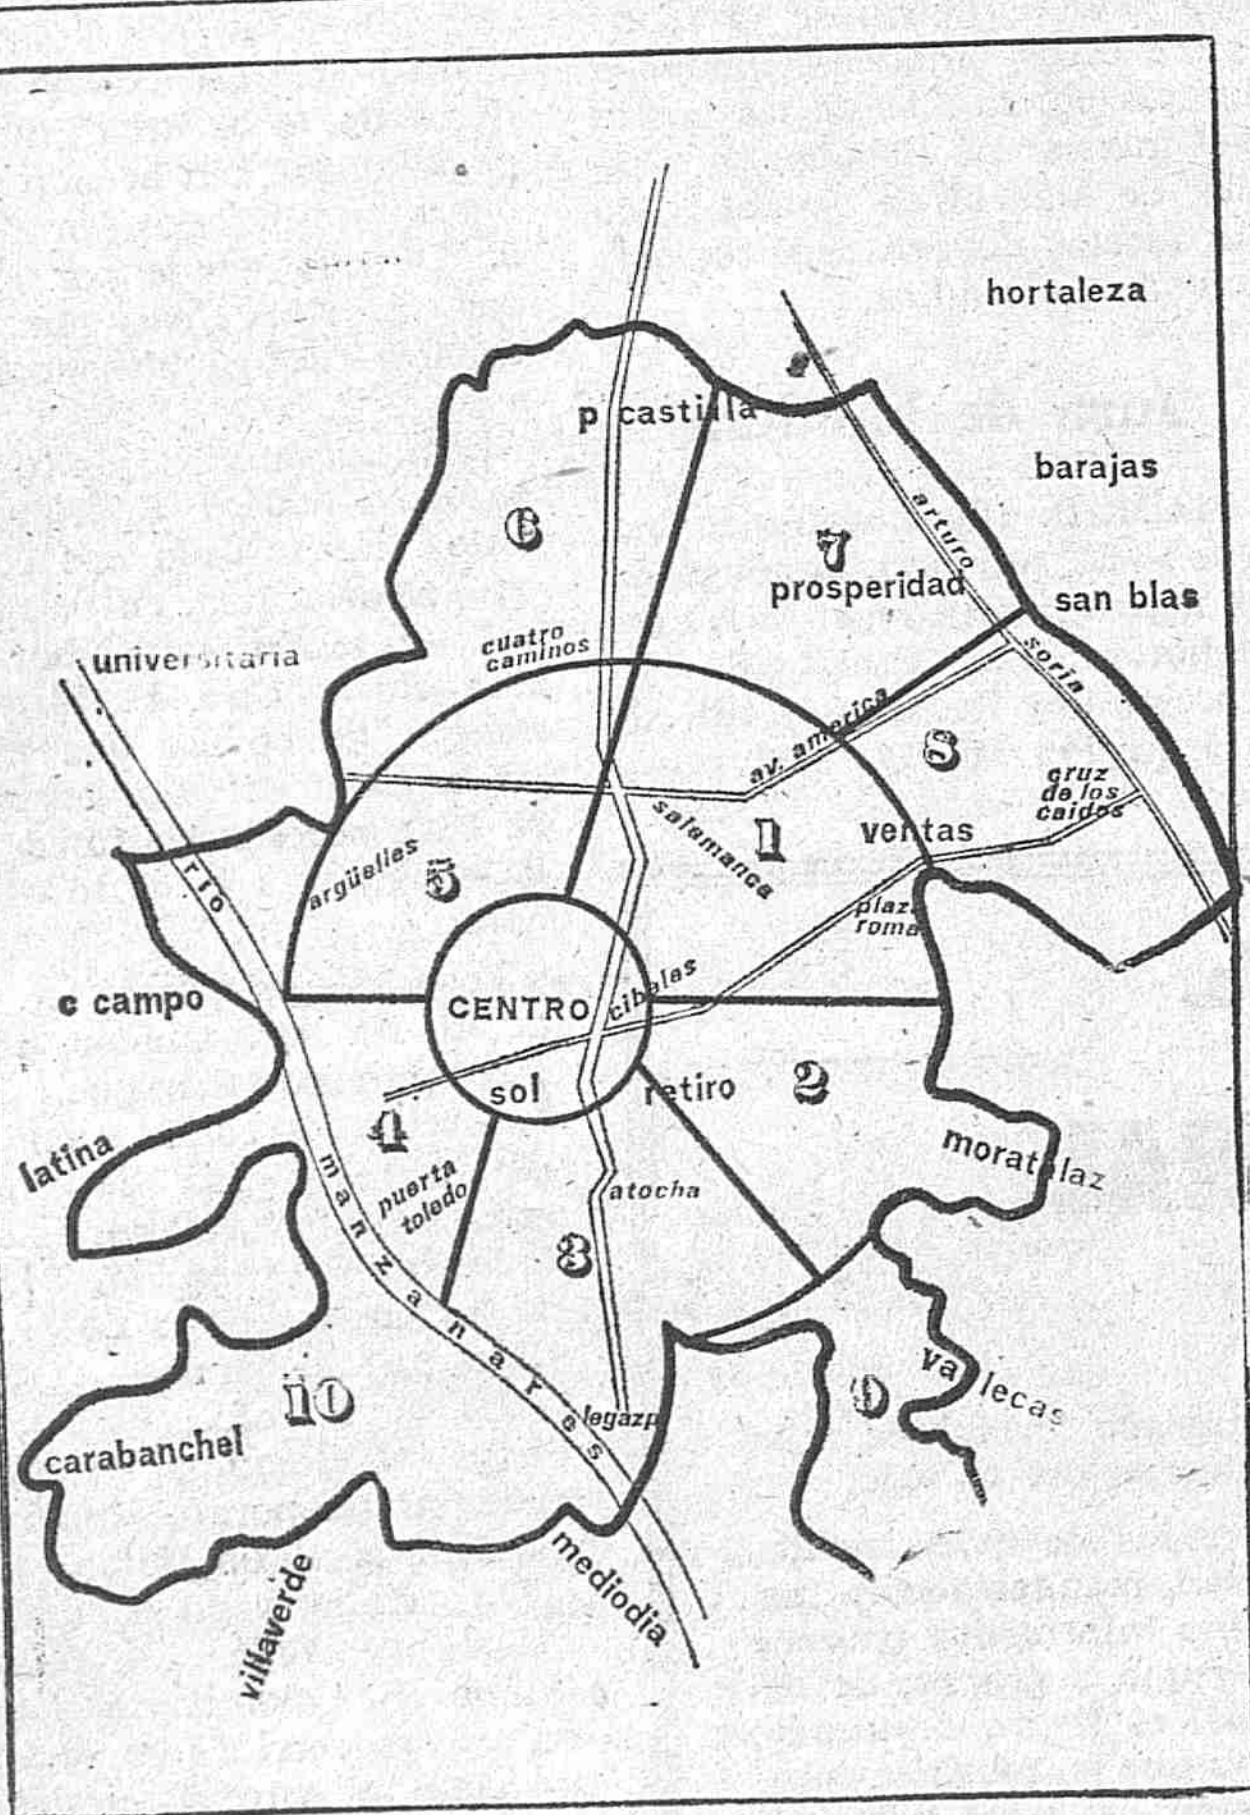 hortaleza
p castilla
barajas
6
arturo
7
prosperidad
san blas
cuatro
caminos
universitaria
soria
av. america
8
cruz
de los
caidos
salamanca
1
ventas
argüelles
5
rio
plaza
roma
cibeles
c campo
CENTRO
sol
retiro
2
4
latina
moratalaz
puerta
toledo
manzanares
atocha
3
vallecas
9
10
legazpi
carabanchel
mediodia
villaverde